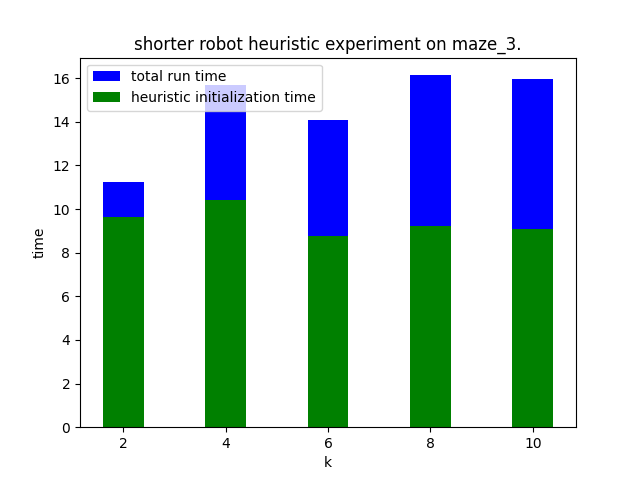 shorter robot heuristic experiment on maze_3.
total run time
heuristic initialization time
16
14
12
10
8
6
4
2
0
time
2 4 6 8 10
k